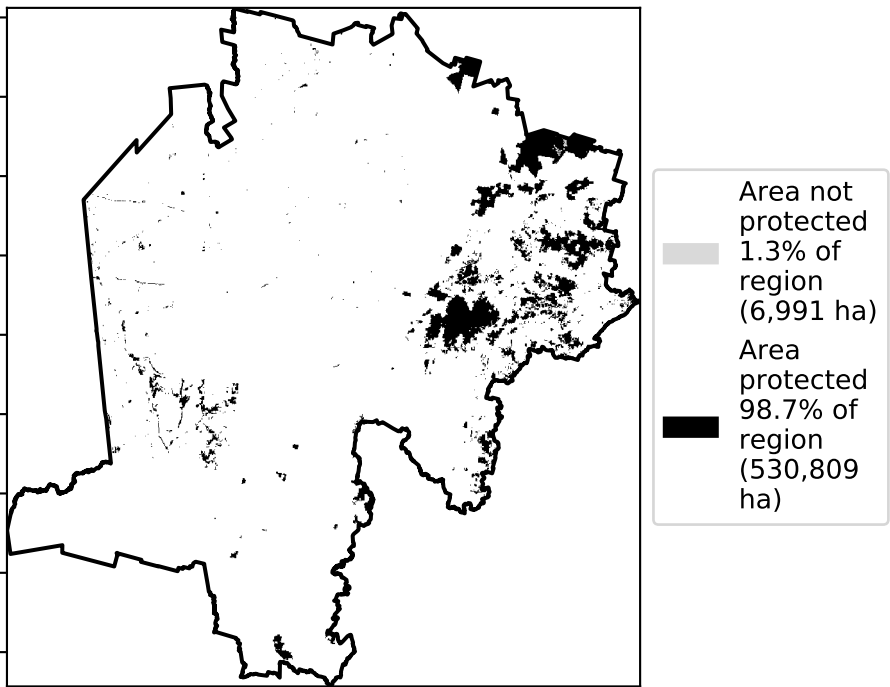 Area not
protected
1.3% of
region
(6,991 ha)
Area
protected
98.7% of
region
(530,809
ha)